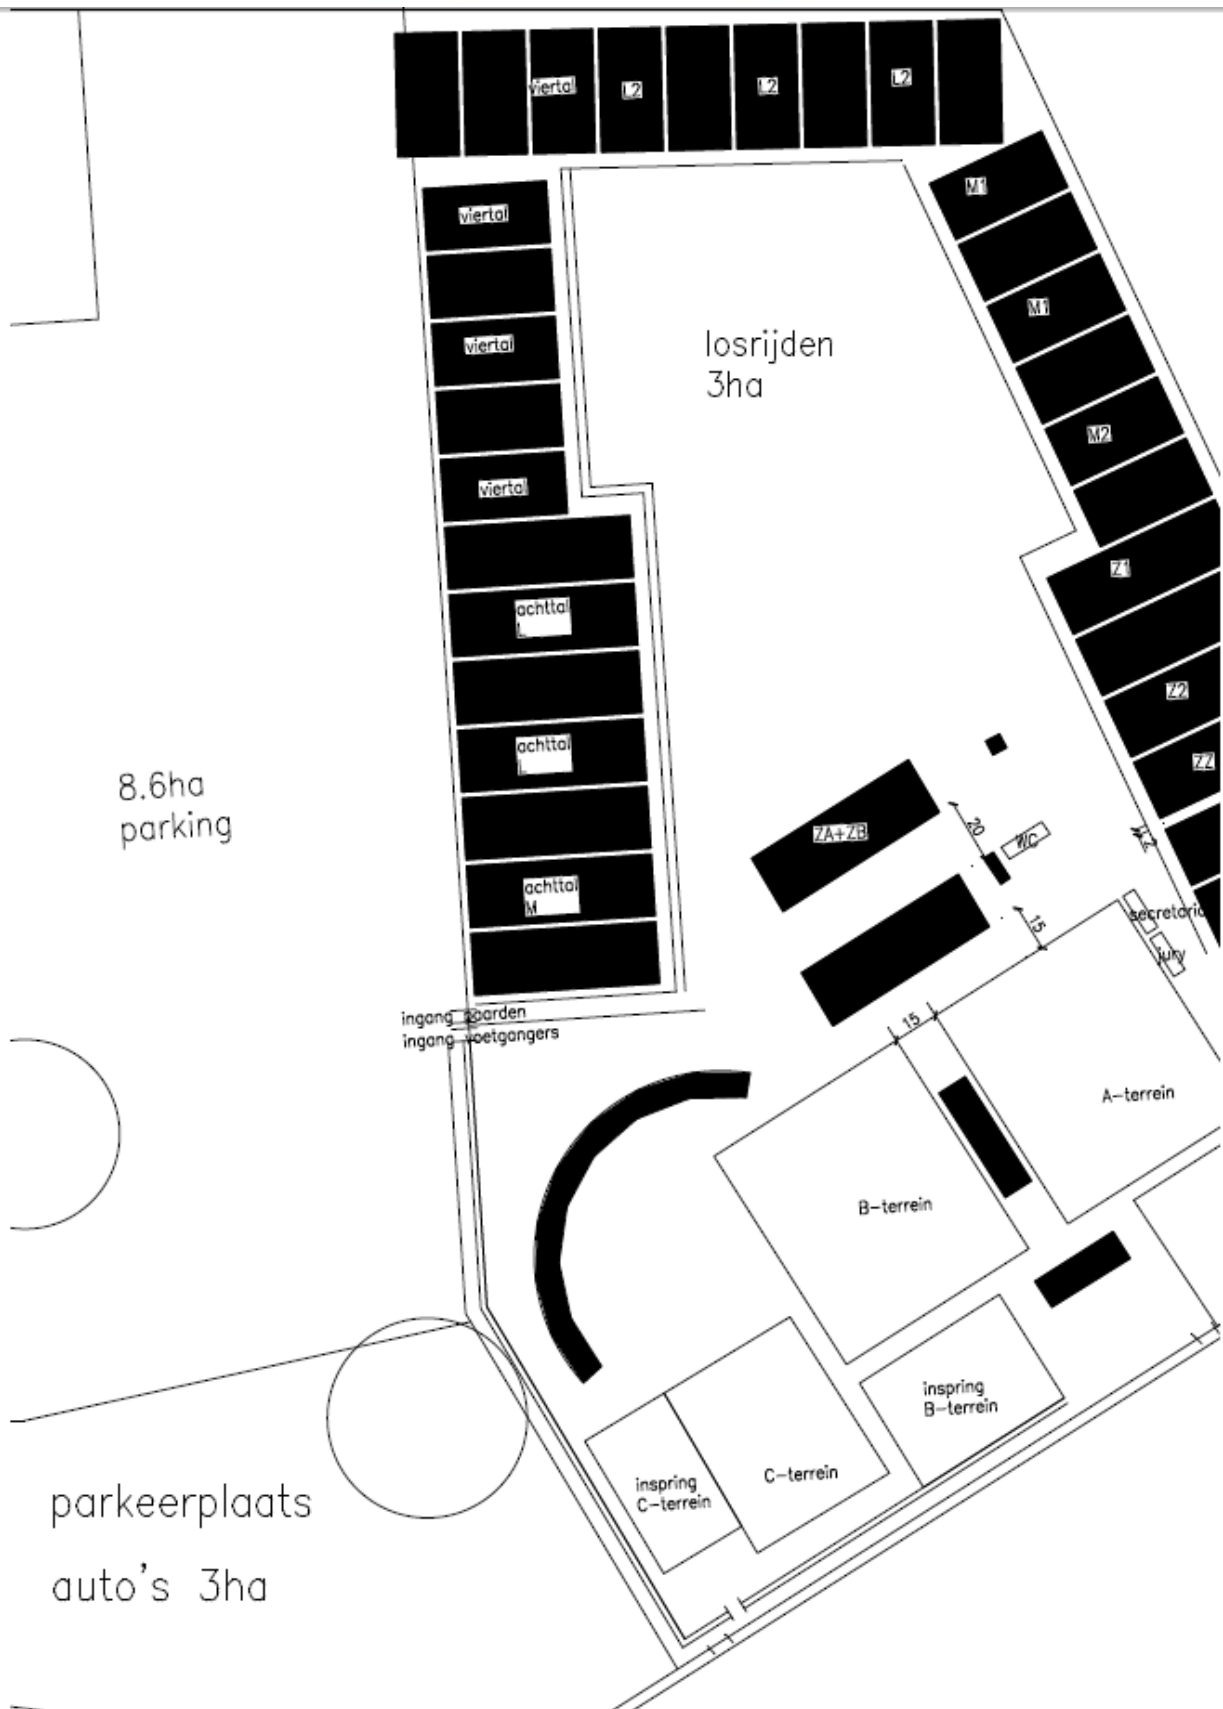 viertal
L2
L2
L2
viertal
M1
viertal
M1
losrijden
3ha
M2
viertal
Z1
achttal
L
Z2
achttal
L
ZZ
8.6ha
parking
ZA+ZB
20
WC
achttal
M
secretaria
15
jury
ingang paarden
15
ingang voetgangers
A-terrein
B-terrein
inspring
B-terrein
C-terrein
inspring
C-terrein
parkeerplaats
auto's 3ha